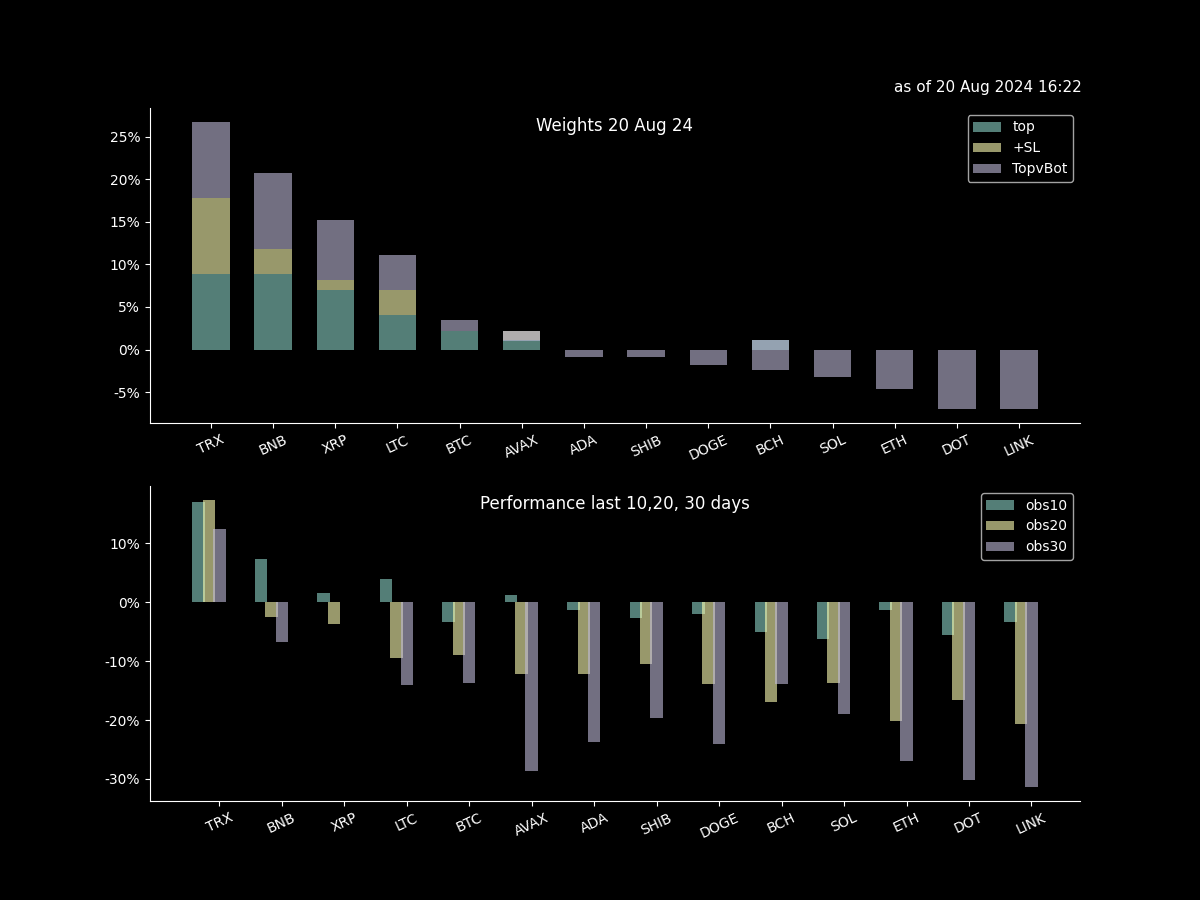 as of 20 Aug 2024 16:22
Weights 20 Aug 24
top
+SL
TopvBot
25%
20%
15%
10%
5%
0%
-5%
TRX BNB XRP LTC BTC AVAX ADA SHIB DOGE BCH SOL ETH DOT LINK
Performance last 10,20, 30 days
obs10
obs20
obs30
10%
0%
-10%
-20%
-30%
TRX BNB XRP LTC BTC AVAX ADA SHIB DOGE BCH SOL ETH DOT LINK